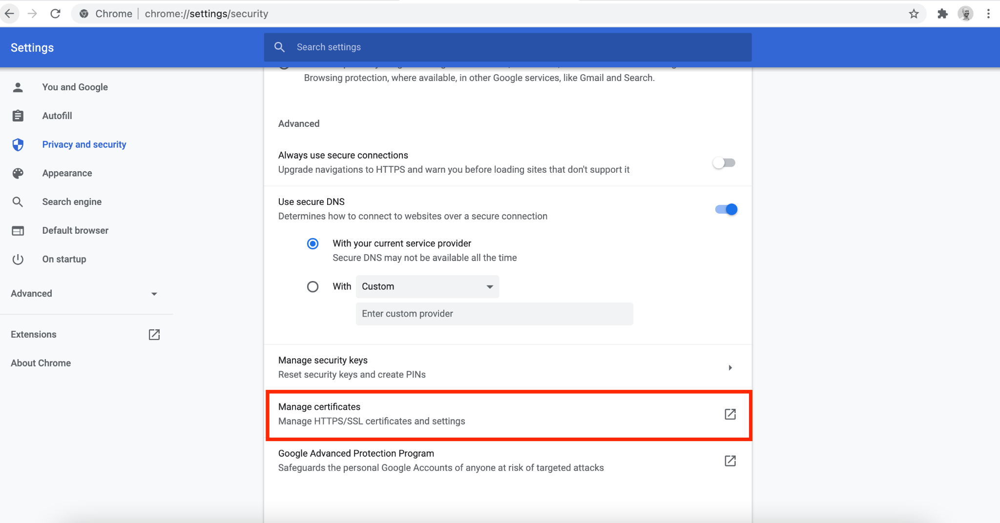 Chrome | chrome://settings/security
Settings
Search settings
You and Google
Autofill
Privacy and security
Appearance
Search engine
Default browser
On startup
Advanced
Extensions
About Chrome
Browsing protection, where available, in other Google services, like Gmail and Search.
Advanced
Always use secure connections
Upgrade navigations to HTTPS and warn you before loading sites that don't support it
Use secure DNS
Determines how to connect to websites over a secure connection
With your current service provider
Secure DNS may not be available all the time
With Custom
Enter custom provider
Manage security keys
Reset security keys and create PINs
Manage certificates
Manage HTTPS/SSL certificates and settings
Google Advanced Protection Program
Safeguards the personal Google Accounts of anyone at risk of targeted attacks